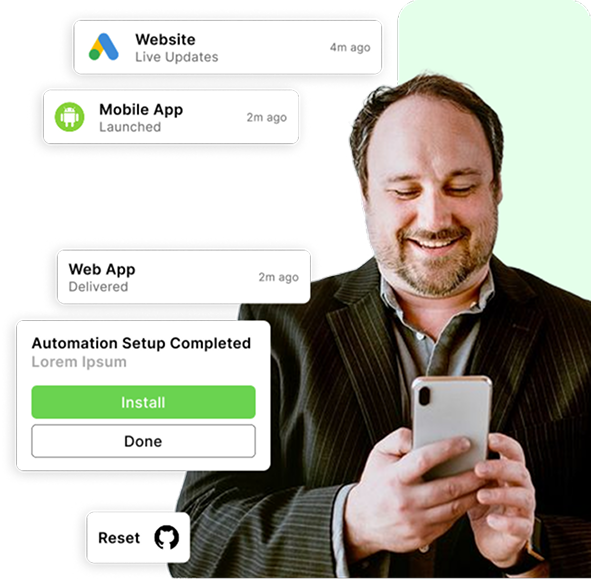 Website
Live Updates
4m ago
Mobile App
Launched
2m ago
Web App
Delivered
2m ago
Automation Setup Completed
Lorem Ipsum
Install
Done
Reset